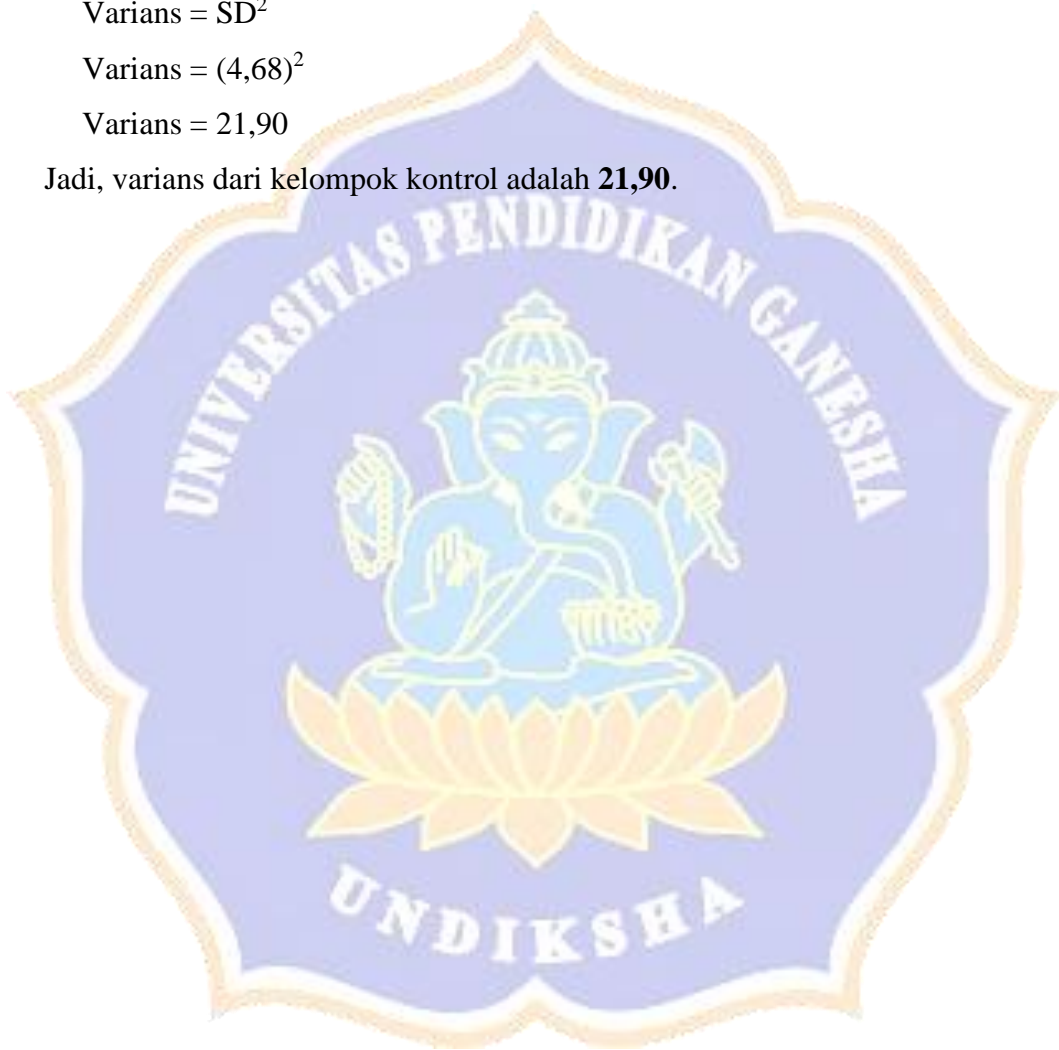 Varians = SD²
Varians = (4,68)²
Varians = 21,90
Jadi, varians dari kelompok kontrol adalah 21,90.
UNIVERSITAS PENDIDIKAN GANESHA
UNDIKSHA